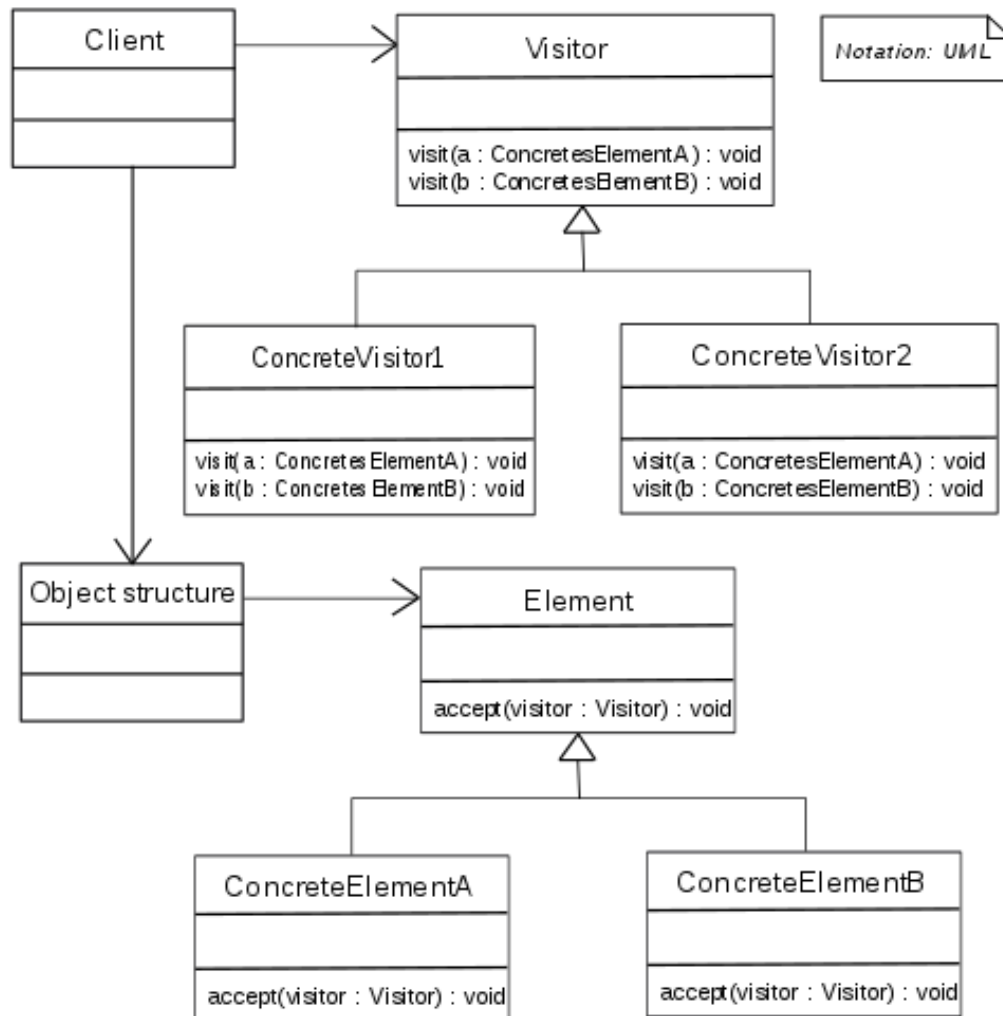 Client
Visitor
Notation: UML
visit(a : ConcretesElementA) : void
visit(b : ConcretesElementB) : void
ConcreteVisitor1
ConcreteVisitor2
visit(a : ConcretesElementA) : void
visit(b : ConcretesElementB) : void
visit(a : ConcretesElementA) : void
visit(b : ConcretesElementB) : void
Object structure
Element
accept(visitor : Visitor) : void
ConcreteElementA
ConcreteElementB
accept(visitor : Visitor) : void
accept(visitor : Visitor) : void